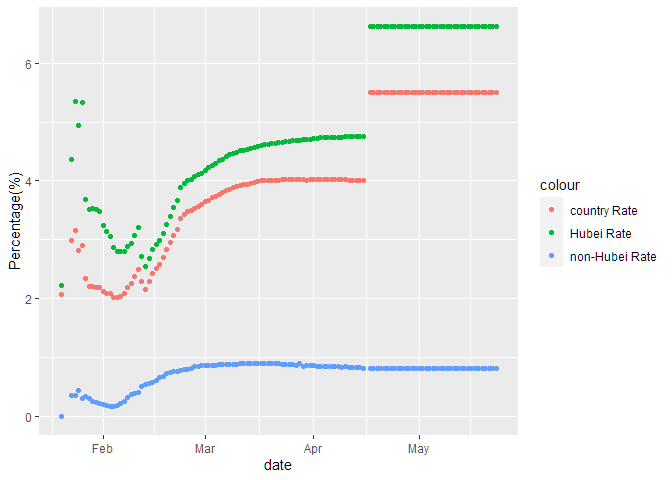 Percentage(%)
6
4
2
0
Feb
Mar
Apr
May
date
colour
country Rate
Hubei Rate
non-Hubei Rate